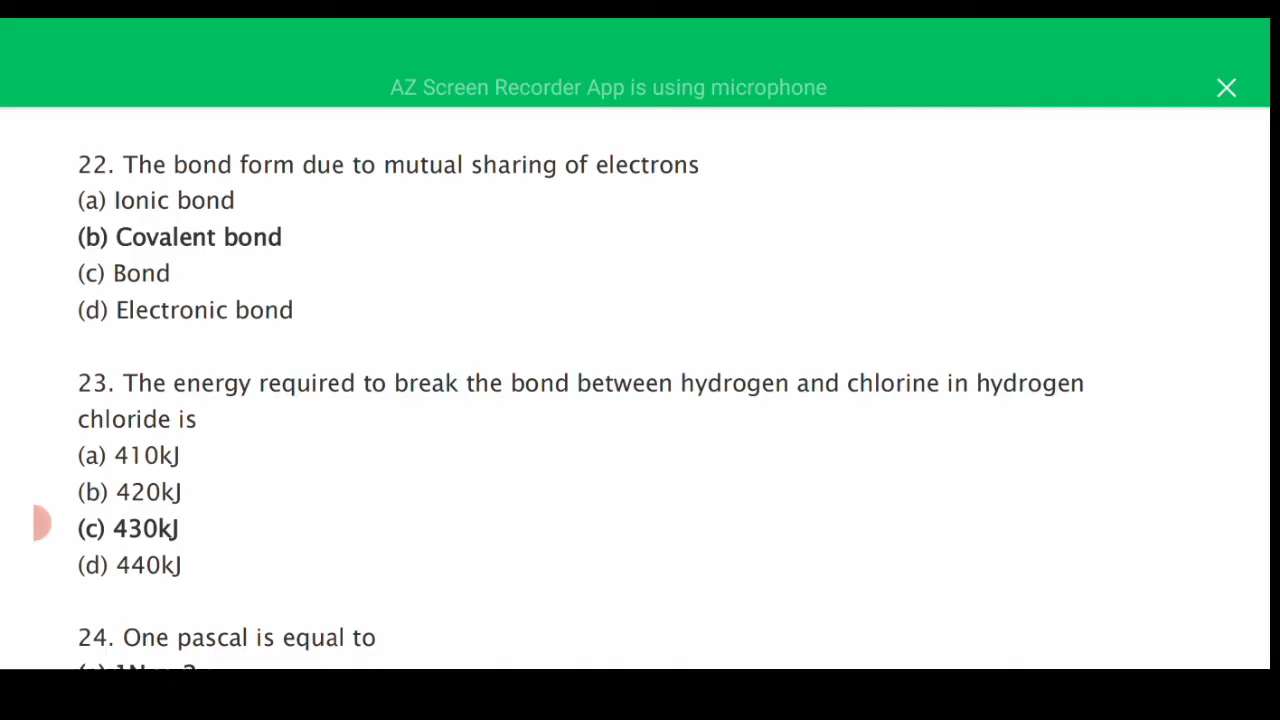 AZ Screen Recorder App is using microphone
22. The bond form due to mutual sharing of electrons
(a) Ionic bond
(b) Covalent bond
(c) Bond
(d) Electronic bond
23. The energy required to break the bond between hydrogen and chlorine in hydrogen
chloride is
(a) 410kJ
(b) 420kJ
(c) 430kJ
(d) 440kJ
24. One pascal is equal to